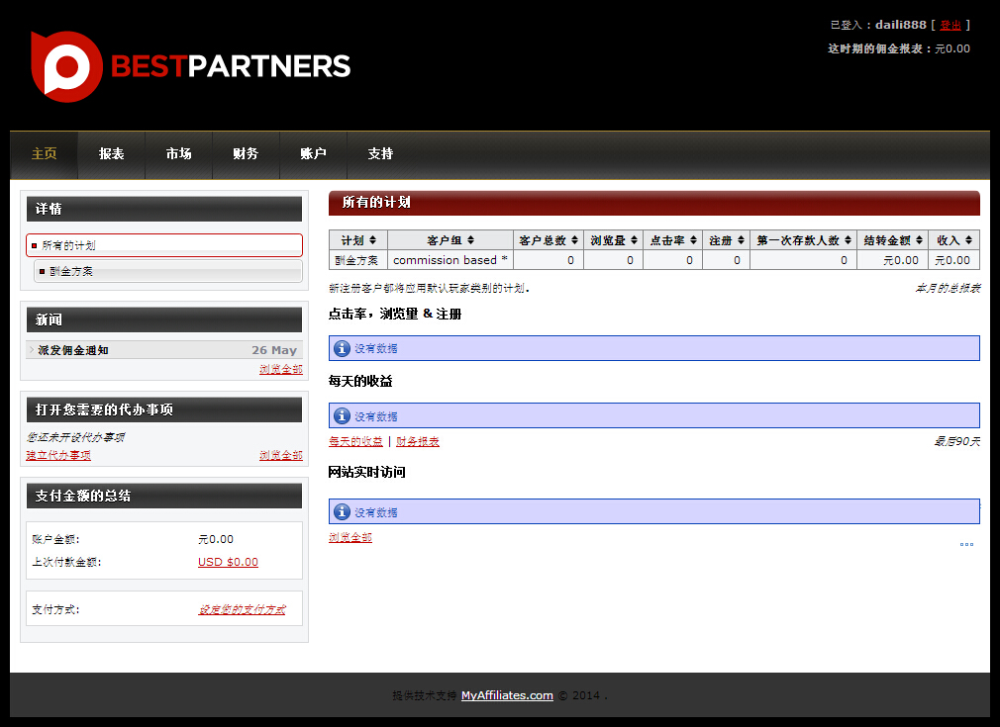 已登入：daili888 [ 登出 ]
这时期的佣金报表：元0.00
BESTPARTNERS
主页 报表 市场 财务 账户 支持
详情
所有的计划
酬金方案
新闻
派发佣金通知 26 May
浏览全部
打开您需要的代办事项
您还未开设代办事项
建立代办事项 浏览全部
支付金额的总结
账户金额: 元0.00
上次付款金额: USD $0.00
支付方式: 设定您的支付方式
所有的计划
计划 客户组 客户总数 浏览量 点击率 注册 第一次存款人数 结转金额 收入
酬金方案 commission based * 0 0 0 0 0 元0.00 元0.00
新注册客户都将应用默认玩家类别的计划。 本月的总报表
点击率，浏览量 & 注册
没有数据
每天的收益
没有数据
每天的收益 | 财务报表 最后90天
网站实时访问
没有数据
浏览全部
提供技术支持 MyAffiliates.com © 2014 .